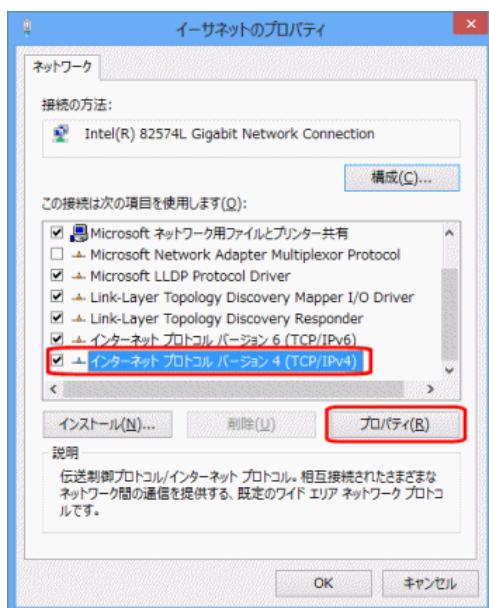 イーサネットのプロパティ
ネットワーク
接続の方法:
Intel(R) 82574L Gigabit Network Connection
構成(C)...
この接続は次の項目を使用します(O):
Microsoft ネットワーク用ファイルとプリンター共有
Microsoft Network Adapter Multiplexor Protocol
Microsoft LLDP Protocol Driver
Link-Layer Topology Discovery Mapper I/O Driver
Link-Layer Topology Discovery Responder
インターネット プロトコル バージョン 6 (TCP/IPv6)
インターネット プロトコル バージョン 4 (TCP/IPv4)
インストール(N)...
削除(U)
プロパティ(R)
説明
伝送制御プロトコル/インターネット プロトコル。相互接続されたさまざまな
ネットワーク間の通信を提供する、既定のワイド エリア ネットワーク プロトコ
ルです。
OK
キャンセル